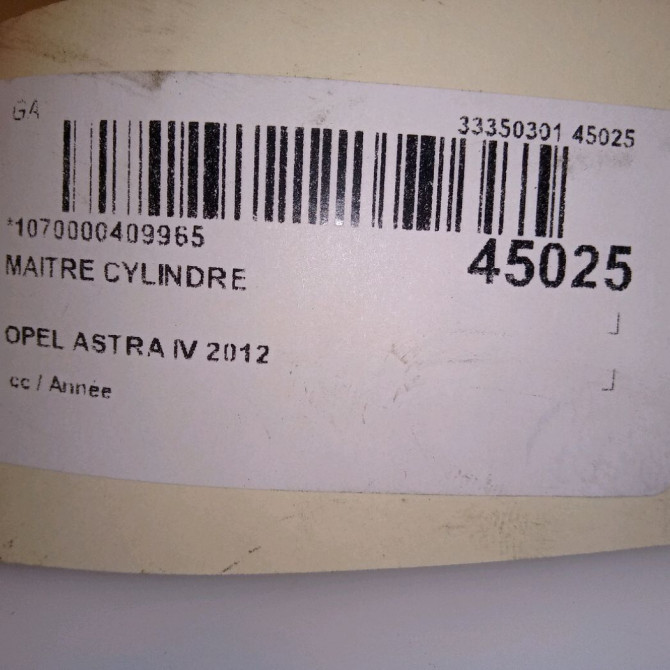 GA
33350301 45025
*1070000409965
45025
MAITRE CYLINDRE
OPEL ASTRA IV 2012
cc / Année